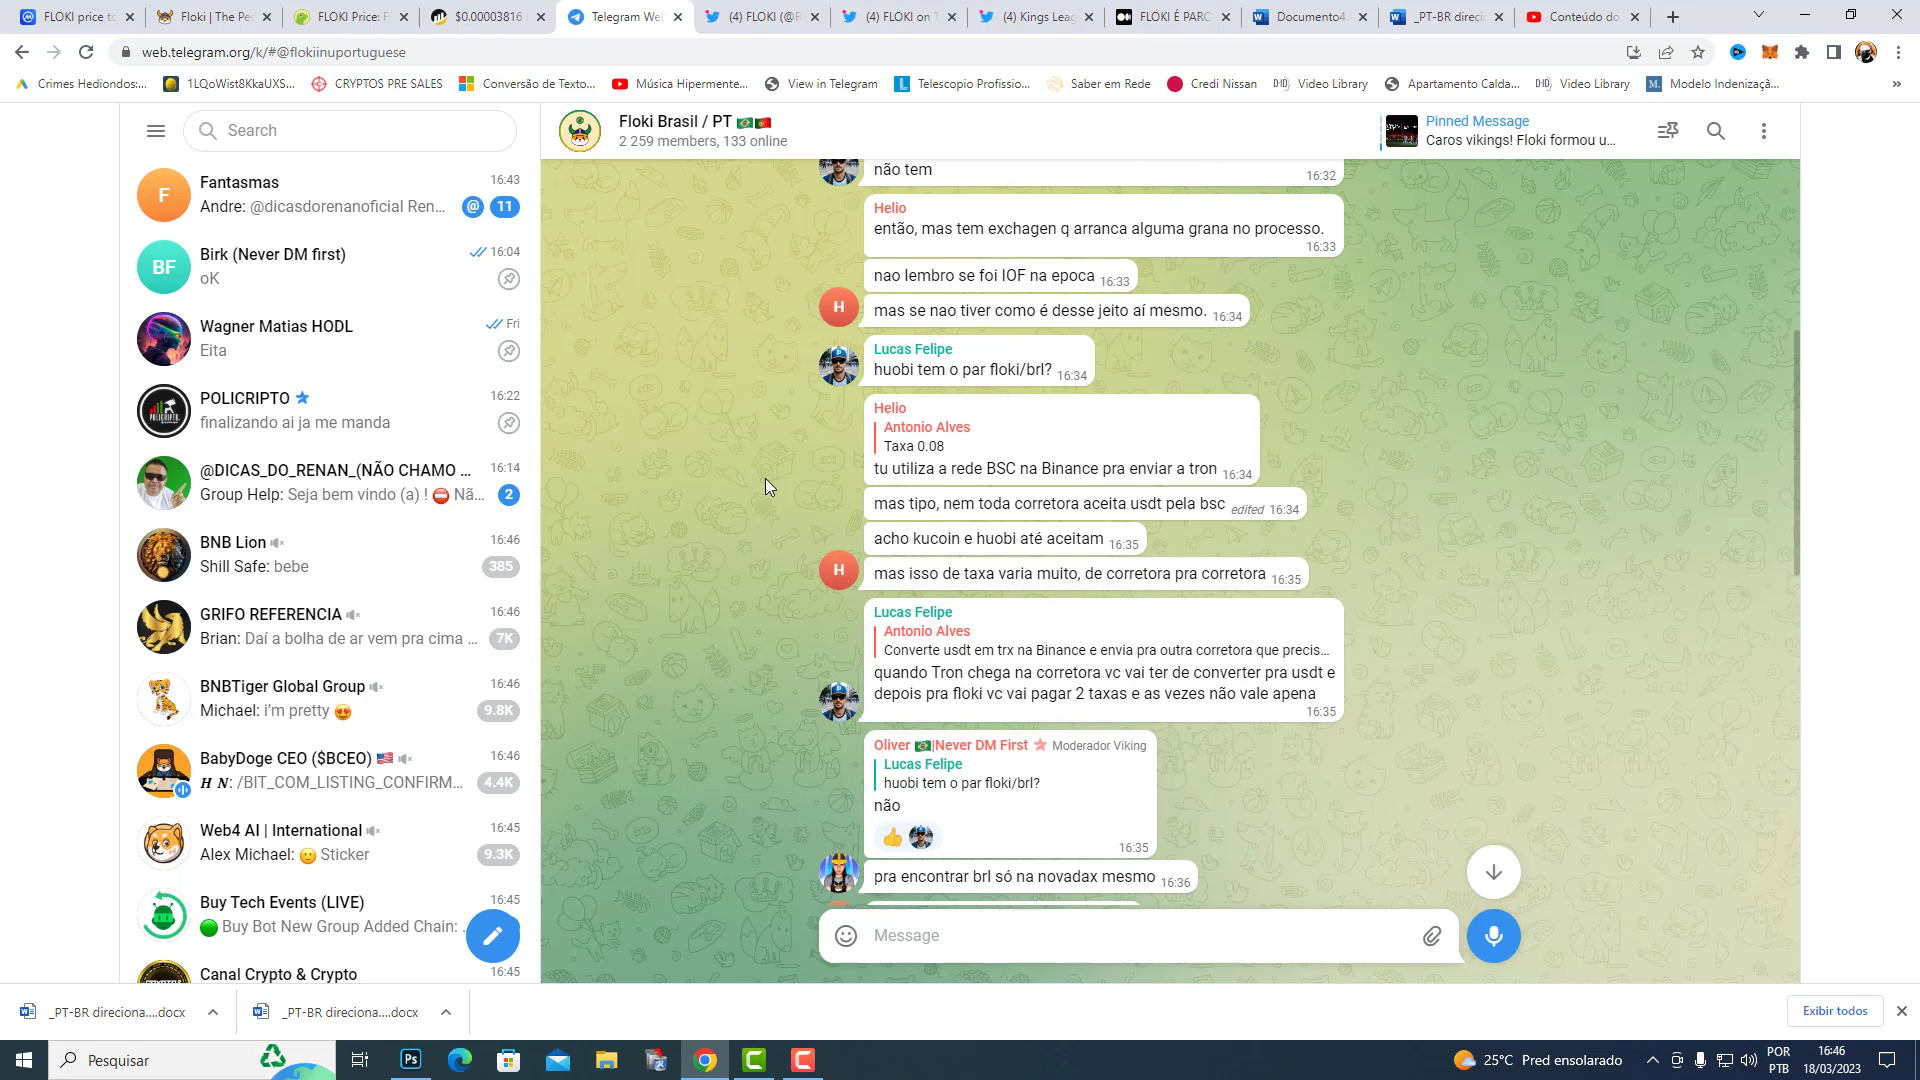 FLOKI price to
Floki | The Pe
FLOKI Price: F
$0.00003816
Telegram We
(4) FLOKI (@R
(4) FLOKI on T
(4) Kings Leag
FLOKI É PARC
Documento4.
_PT-BR direci
Conteúdo do
web.telegram.org/k/#@flokiinuportuguese
Crimes Hediondos:...
1LQoWist8KkaUXS...
CRYPTOS PRE SALES
Conversão de Texto...
Música Hipermente...
View in Telegram
Telescopio Profissio...
Saber em Rede
Credi Nissan
Video Library
Apartamento Calda...
Video Library
Modelo Indenizaçã...
Search
Floki Brasil / PT 🇧🇷🇵🇹
2 259 members, 133 online
Pinned Message
Caros vikings! Floki formou u...
F
Fantasmas 16:43
Andre: @dicasdorenanoficial Ren... @ 11
BF
Birk (Never DM first) 16:04
oK
Wagner Matias HODL Fri
Eita
POLICRIPTO 16:22
finalizando ai ja me manda
@DICAS_DO_RENAN_(NÃO CHAMO ... 16:14
Group Help: Seja bem vindo (a) ! ⛔ Nã... 2
BNB Lion 16:46
Shill Safe: bebe 385
GRIFO REFERENCIA 16:46
Brian: Daí a bolha de ar vem pra cima ... 7K
BNBTiger Global Group 16:46
Michael: i'm pretty 😍 9.8K
BabyDoge CEO ($BCEO) 🇺🇸 16:46
H N: /BIT_COM_LISTING_CONFIRM... 4.4K
Web4 AI | International 16:45
Alex Michael: 🙂 Sticker 9.3K
Buy Tech Events (LIVE) 16:45
🟢 Buy Bot New Group Added Chain: .
Canal Crypto & Crypto 16:45
não tem 16:32
Helio
então, mas tem exchagen q arranca alguma grana no processo. 16:33
nao lembro se foi IOF na epoca 16:33
H
mas se nao tiver como é desse jeito aí mesmo. 16:34
Lucas Felipe
huobi tem o par floki/brl? 16:34
Helio
Antonio Alves
Taxa 0.08
tu utiliza a rede BSC na Binance pra enviar a tron 16:34
mas tipo, nem toda corretora aceita usdt pela bsc edited 16:34
acho kucoin e huobi até aceitam 16:35
H
mas isso de taxa varia muito, de corretora pra corretora 16:35
Lucas Felipe
Antonio Alves
Converte usdt em trx na Binance e envia pra outra corretora que precis...
quando Tron chega na corretora vc vai ter de converter pra usdt e
depois pra floki vc vai pagar 2 taxas e as vezes não vale apena
16:35
Oliver 🇧🇷|Never DM First Moderador Viking
Lucas Felipe
huobi tem o par floki/brl?
não
👍 16:35
pra encontrar brl só na novadax mesmo 16:36
Message
_PT-BR direciona....docx
_PT-BR direciona....docx
Exibir todos
Pesquisar
Ps
25°C Pred ensolarado
POR
PTB
16:46
18/03/2023